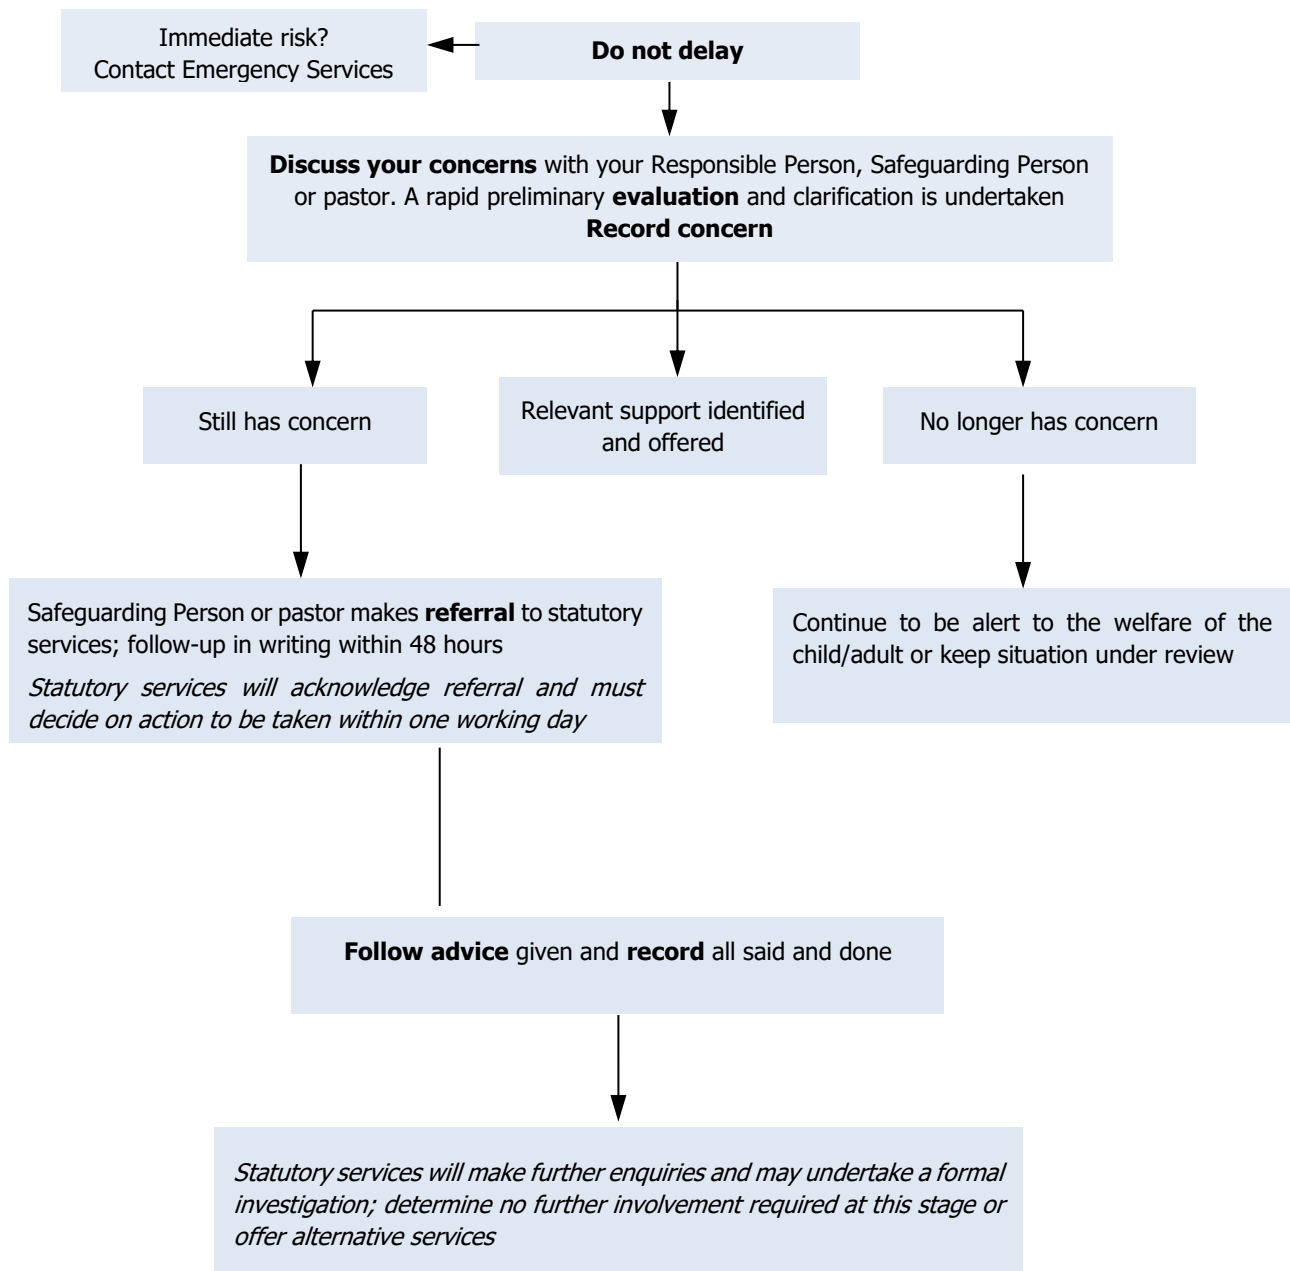 Immediate risk?
Contact Emergency Services
Do not delay
Discuss your concerns with your Responsible Person, Safeguarding Person
or pastor. A rapid preliminary evaluation and clarification is undertaken
Record concern
Still has concern
Relevant support identified
and offered
No longer has concern
Safeguarding Person or pastor makes referral to statutory
services; follow-up in writing within 48 hours
Statutory services will acknowledge referral and must
decide on action to be taken within one working day
Continue to be alert to the welfare of the
child/adult or keep situation under review
Follow advice given and record all said and done
Statutory services will make further enquiries and may undertake a formal
investigation; determine no further involvement required at this stage or
offer alternative services